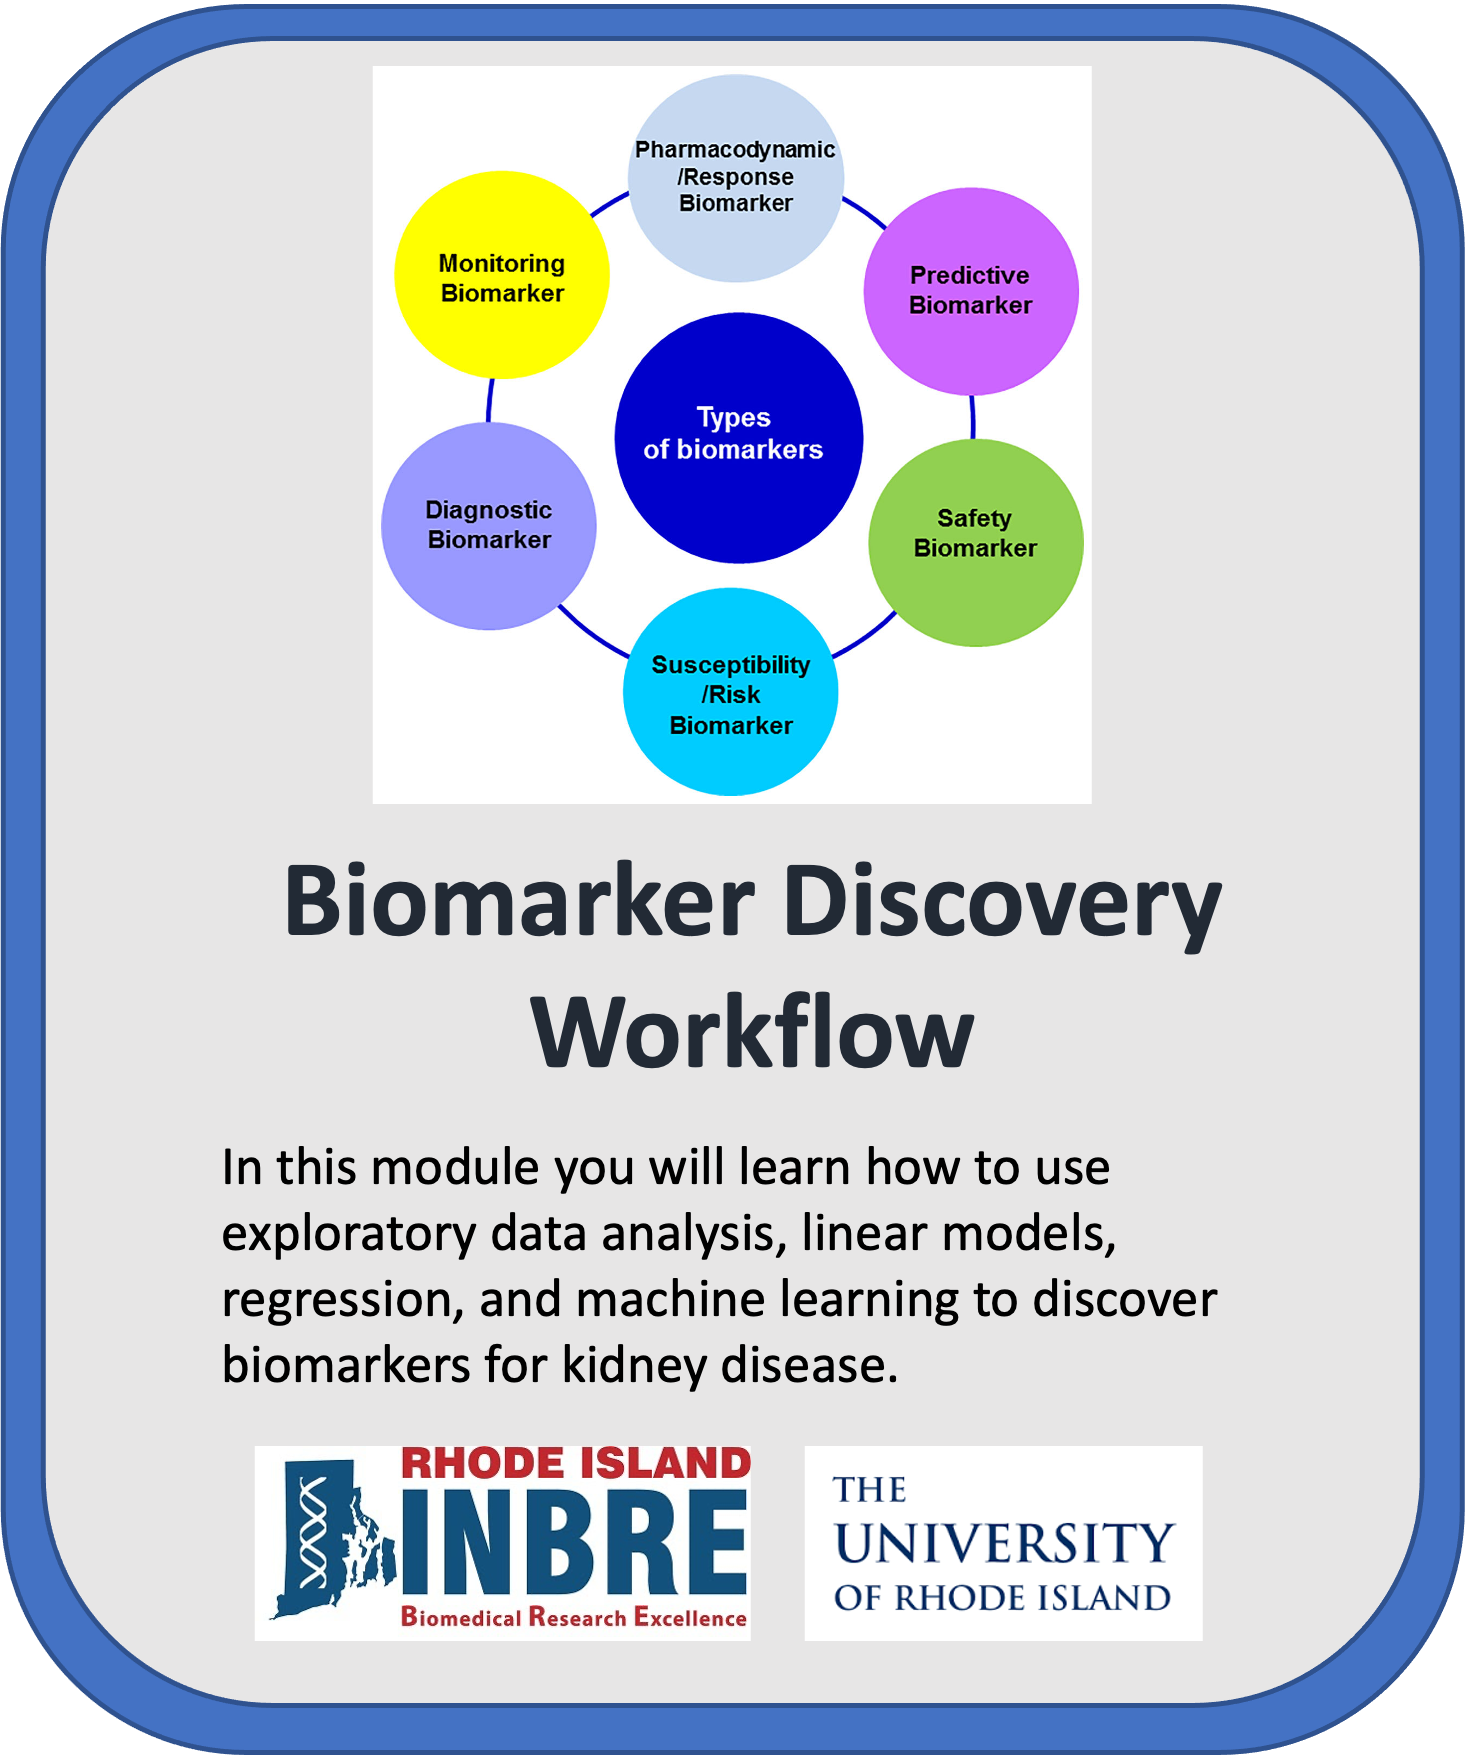 Pharmacodynamic
/Response
Biomarker
Monitoring
Biomarker
Predictive
Biomarker
Types
of biomarkers
Diagnostic
Biomarker
Safety
Biomarker
Susceptibility
/Risk
Biomarker
Biomarker Discovery
Workflow
In this module you will learn how to use
exploratory data analysis, linear models,
regression, and machine learning to discover
biomarkers for kidney disease.
RHODE ISLAND
INBRE
Biomedical Research Excellence
THE
UNIVERSITY
OF RHODE ISLAND